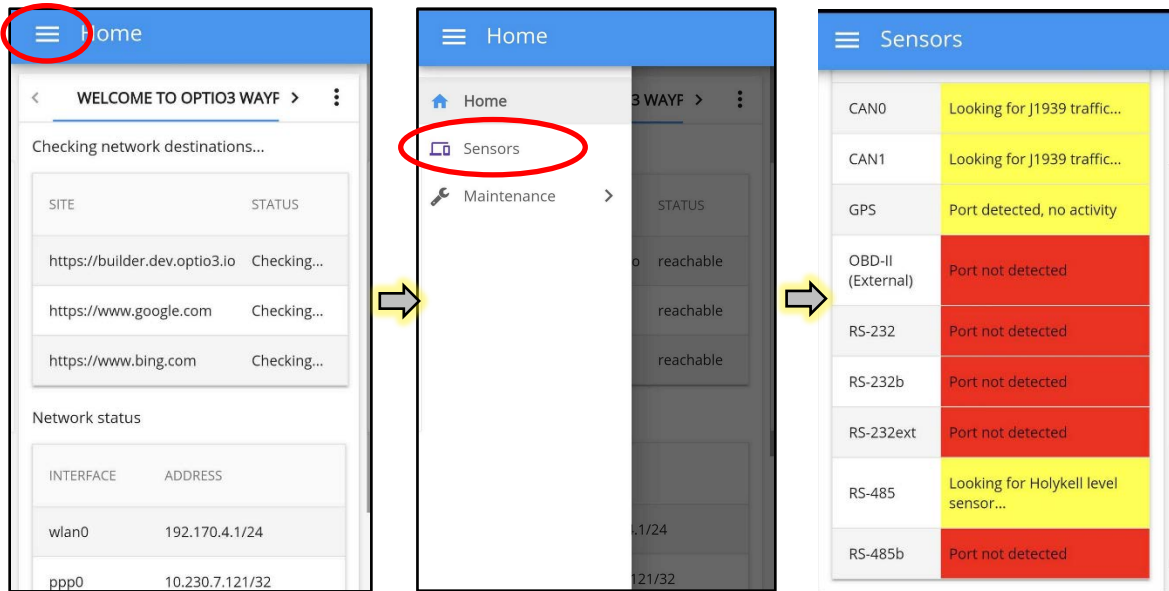 Home
WELCOME TO OPTIO3 WAYF
Checking network destinations...
SITE STATUS
https://builder.dev.optio3.io Checking...
https://www.google.com Checking...
https://www.bing.com Checking...
Network status
INTERFACE ADDRESS
wlan0 192.170.4.1/24
ppp0 10.230.7.121/32
Home
Home
3 WAYF
Sensors
Maintenance
STATUS
o reachable
reachable
reachable
.1/24
121/32
Sensors
CAN0 Looking for J1939 traffic...
CAN1 Looking for J1939 traffic...
GPS Port detected, no activity
OBD-II
(External) Port not detected
RS-232 Port not detected
RS-232b Port not detected
RS-232ext Port not detected
RS-485 Looking for Holykell level
sensor...
RS-485b Port not detected